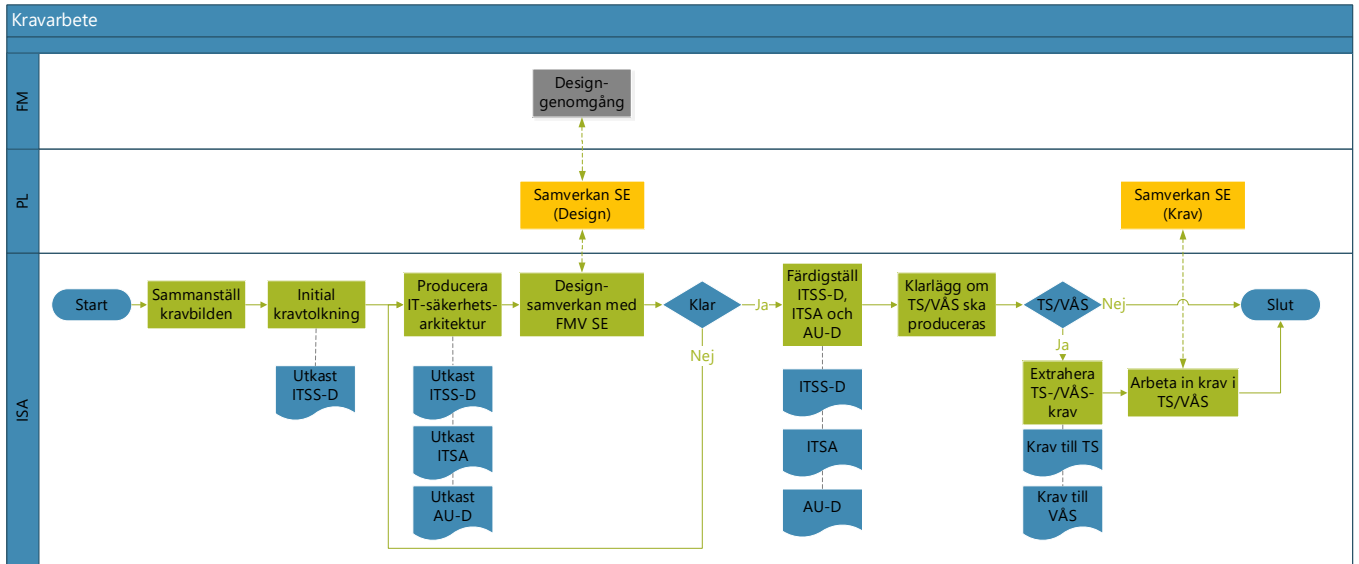 Kravarbete
FM
Design-
genomgång
PL
Samverkan SE
(Design)
Samverkan SE
(Krav)
ISA
Start
Sammanställ
kravbilden
Initial
kravtolkning
Utkast
ITSS-D
Producera
IT-säkerhets-
arkitektur
Utkast
ITSS-D
Utkast
ITSA
Utkast
AU-D
Design-
samverkan med
FMV SE
Klar
Ja
Nej
Färdigställ
ITSS-D,
ITSA och
AU-D
ITSS-D
ITSA
AU-D
Klarlägg om
TS/VÅS ska
produceras
TS/VÅS
Nej
Ja
Extrahera
TS-/VÅS-
krav
Krav till TS
Krav till
VÅS
Arbeta in krav i
TS/VÅS
Slut